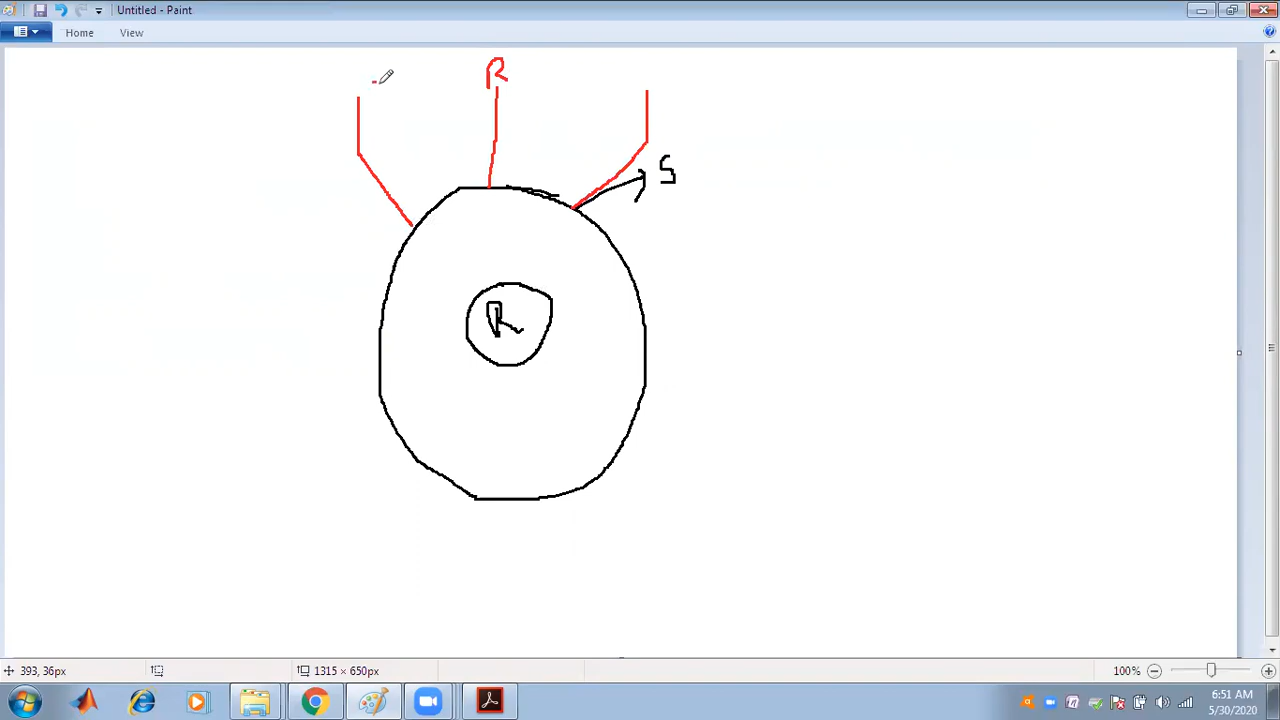 Untitled - Paint
Home View
R
S
R
393, 36px 1315 × 650px 100%
6:51 AM
5/30/2020